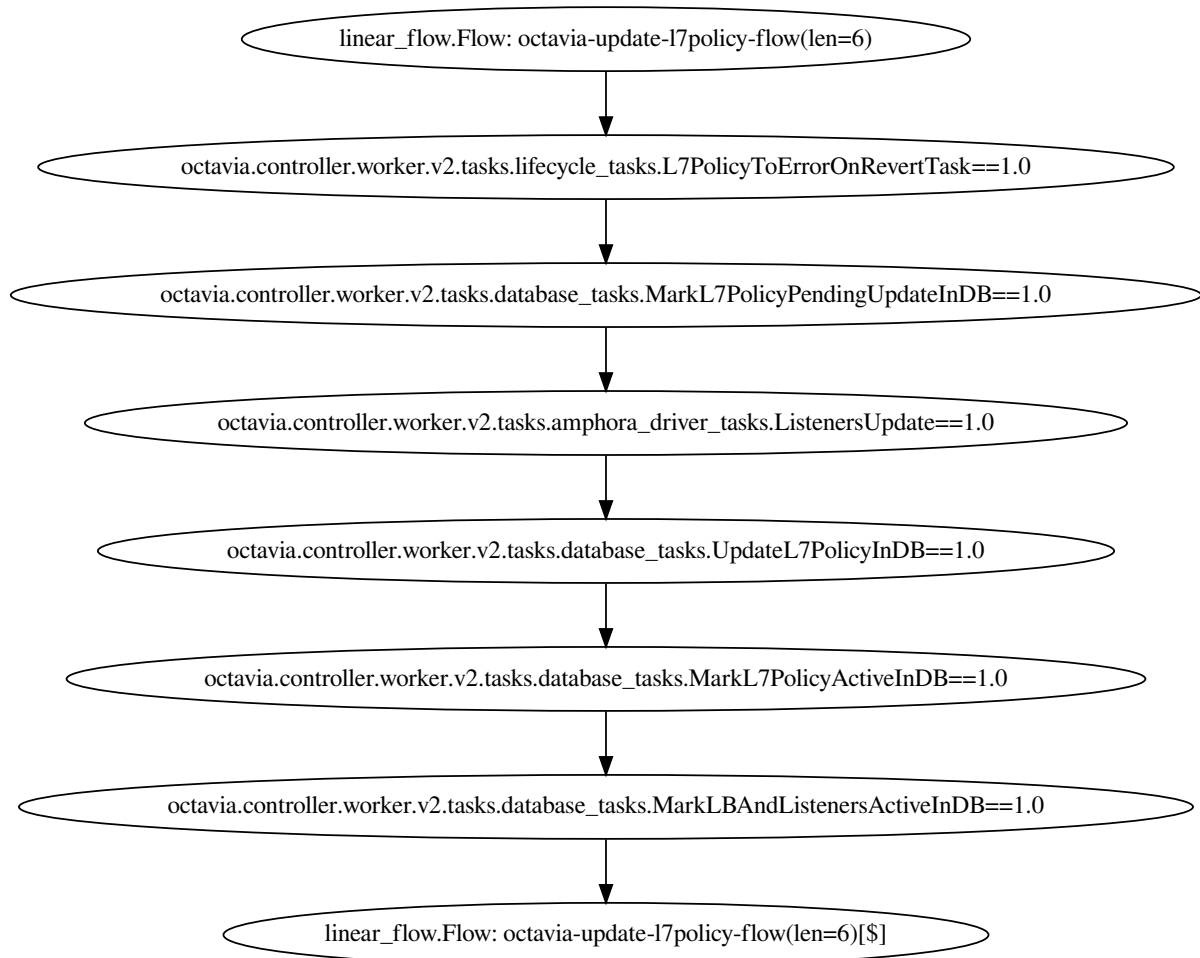 linear_flow.Flow: octavia-update-l7policy-flow(len=6)
octavia.controller.worker.v2.tasks.lifecycle_tasks.L7PolicyToErrorOnRevertTask==1.0
octavia.controller.worker.v2.tasks.database_tasks.MarkL7PolicyPendingUpdateInDB==1.0
octavia.controller.worker.v2.tasks.amphora_driver_tasks.ListenersUpdate==1.0
octavia.controller.worker.v2.tasks.database_tasks.UpdateL7PolicyInDB==1.0
octavia.controller.worker.v2.tasks.database_tasks.MarkL7PolicyActiveInDB==1.0
octavia.controller.worker.v2.tasks.database_tasks.MarkLBAndListenersActiveInDB==1.0
linear_flow.Flow: octavia-update-l7policy-flow(len=6)[$]